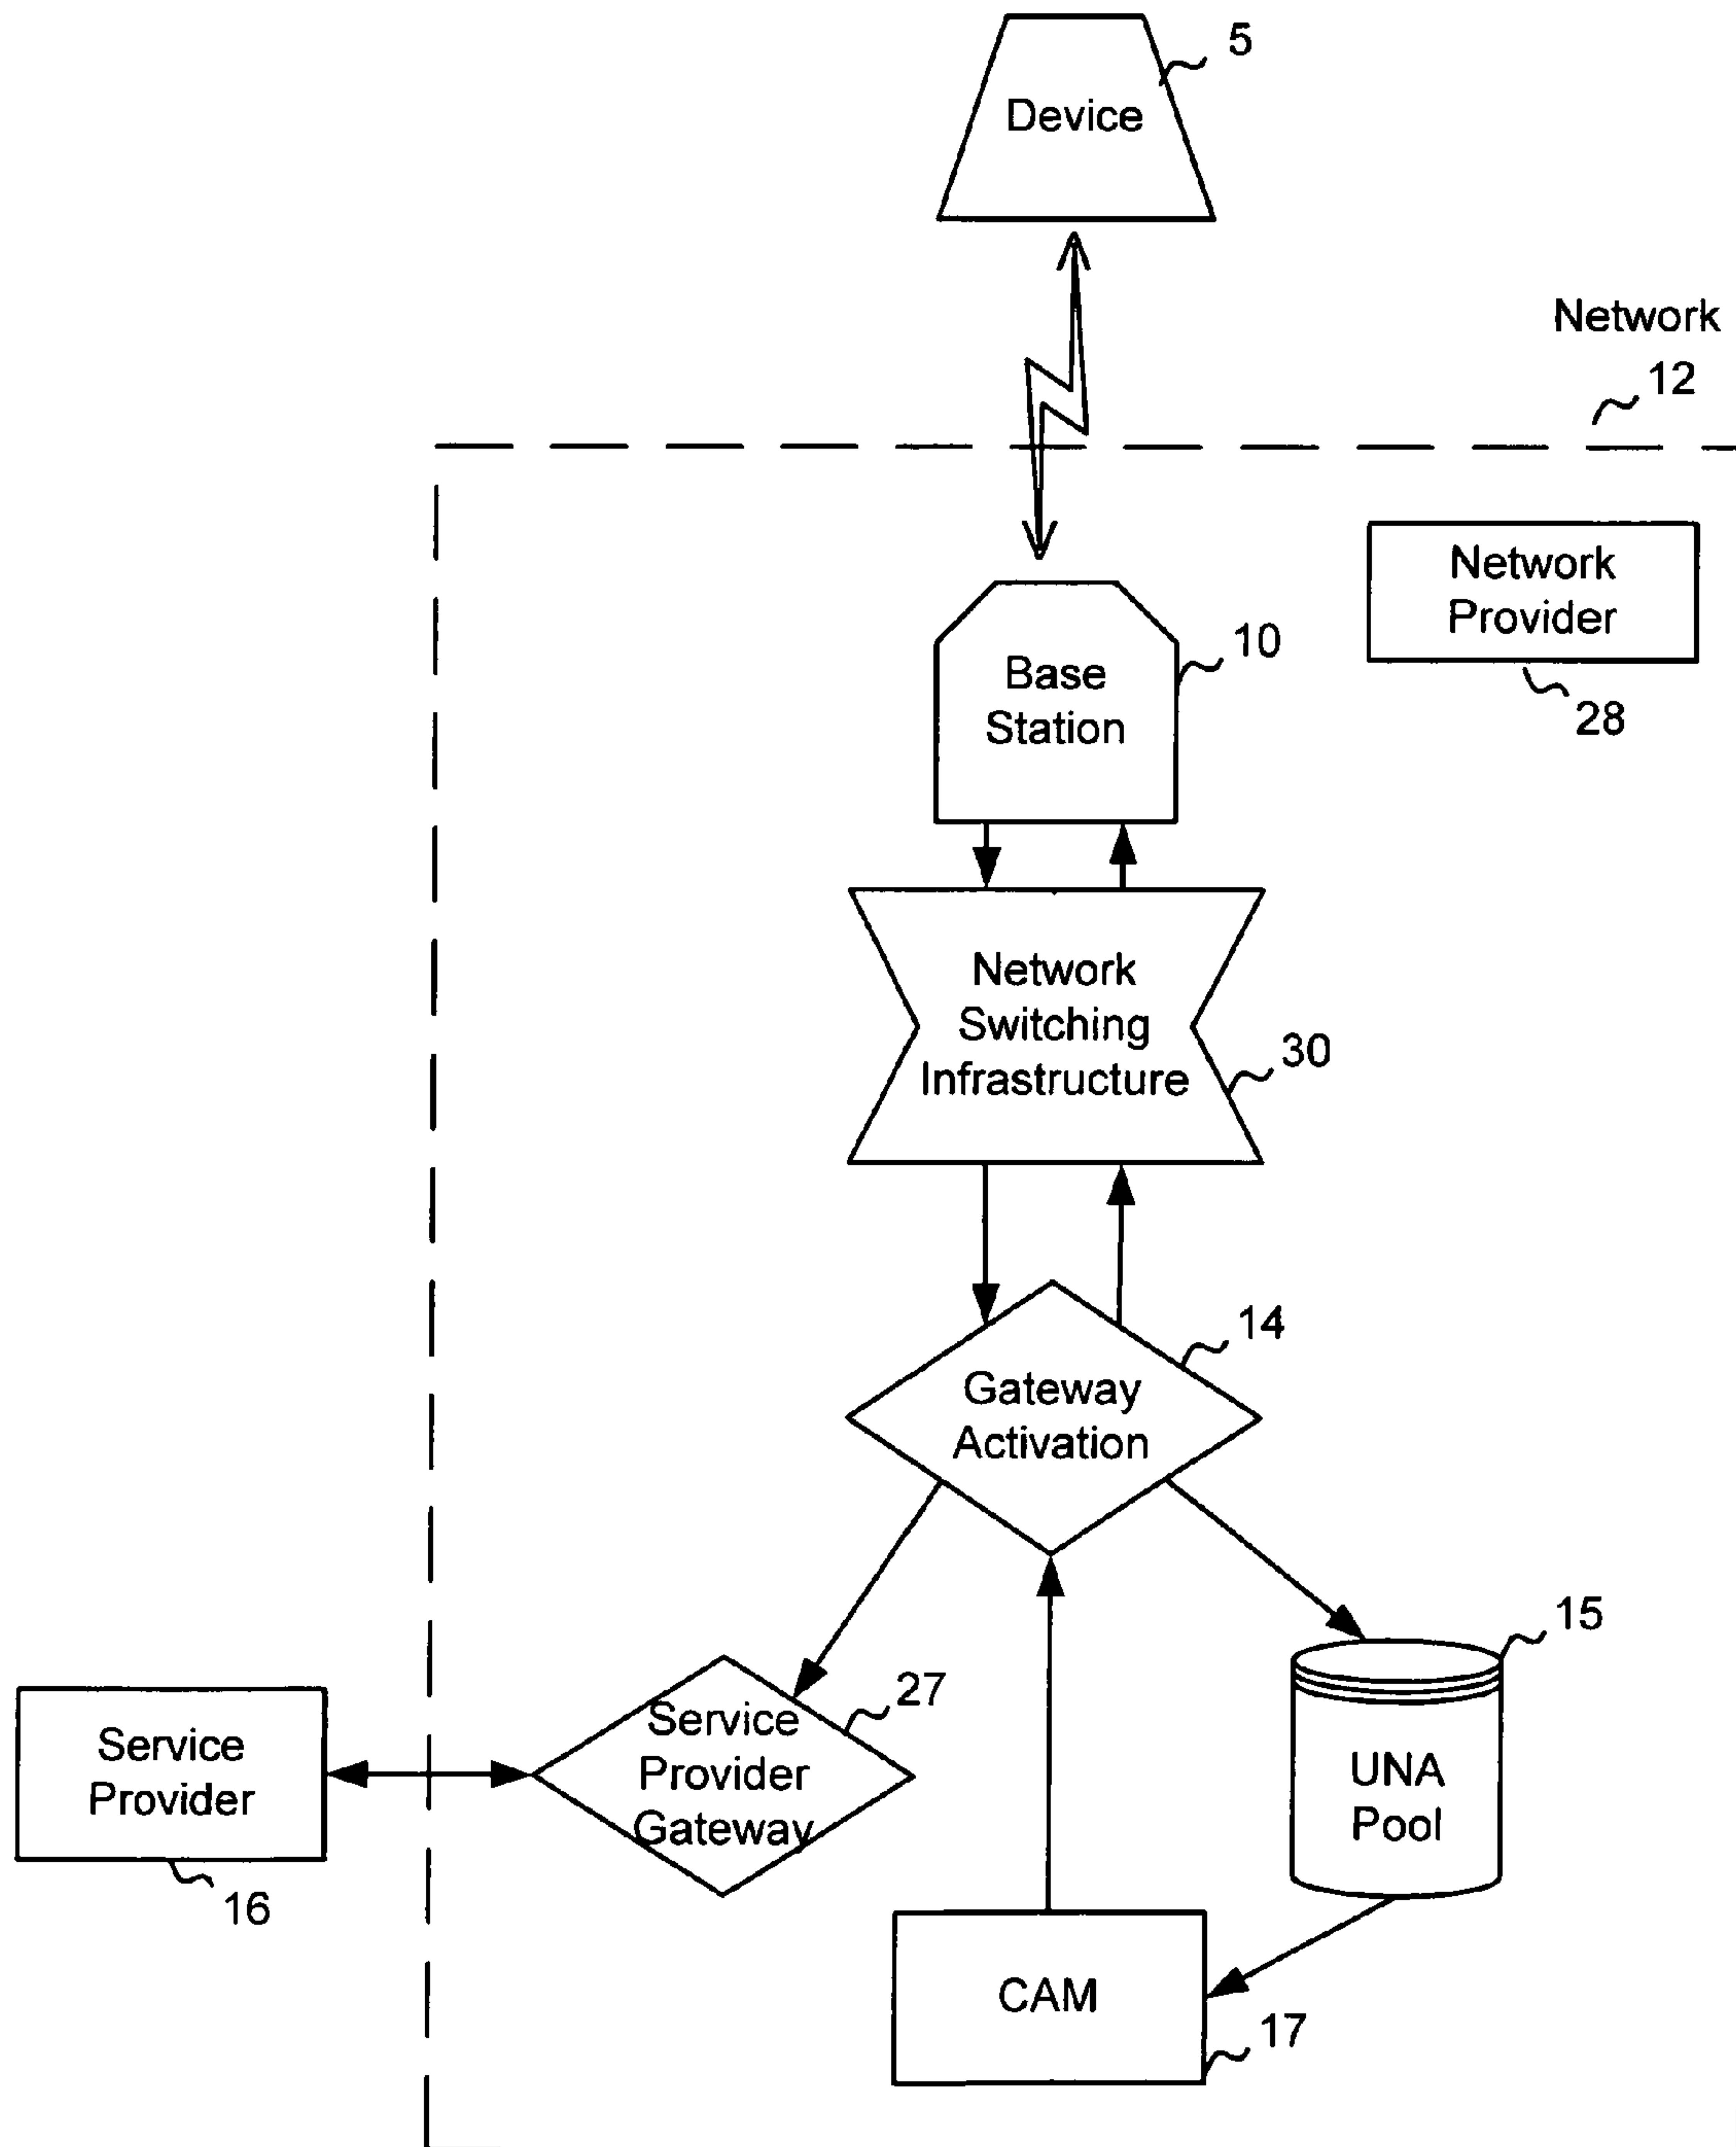 5
Device
Network
12
Network
Provider
28
10
Base
Station
Network
Switching
Infrastructure
30
14
Gateway
Activation
15
27
Service
Provider
Gateway
Service
Provider
16
UNA
Pool
CAM
17